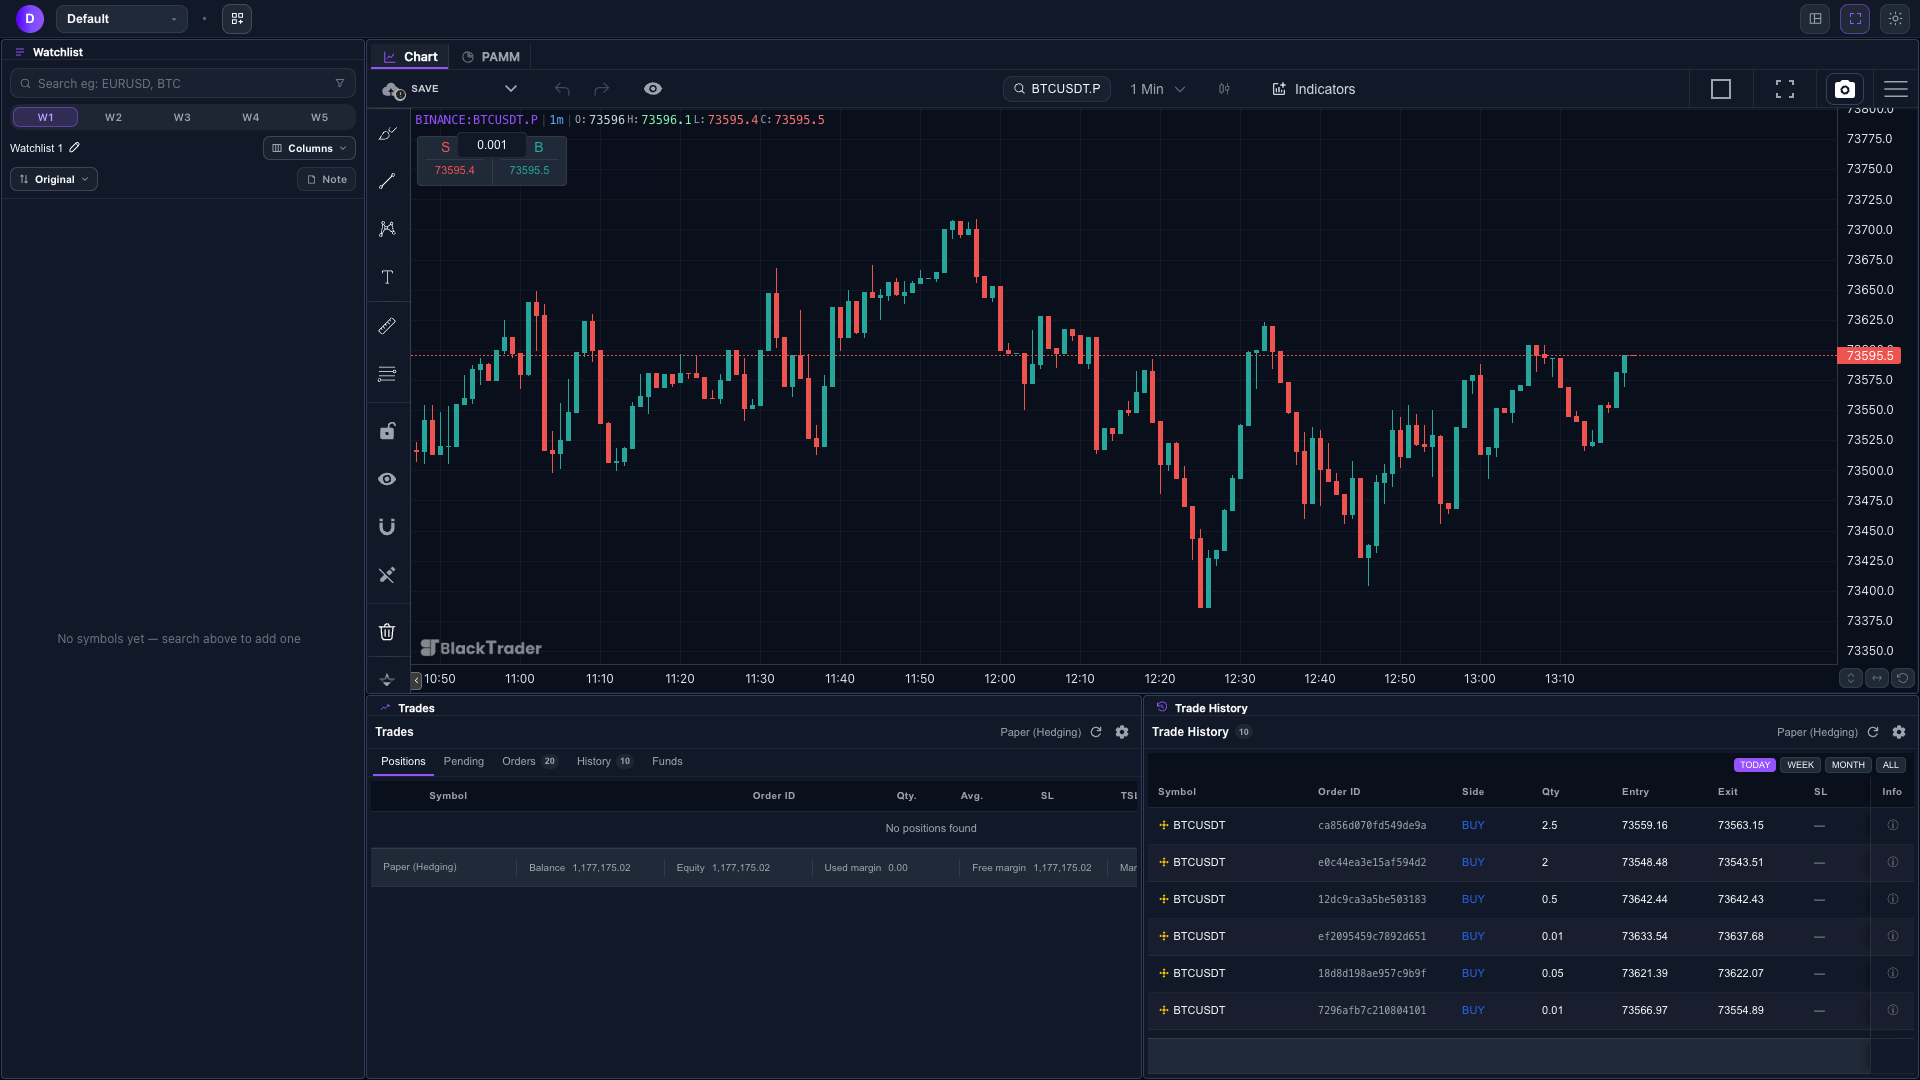 D Default
Watchlist
Search eg: EURUSD, BTC
W1 W2 W3 W4 W5
Watchlist 1 Columns
Original Note
No symbols yet — search above to add one
Chart PAMM
SAVE BTCUSDT.P 1 Min Indicators
BINANCE:BTCUSDT.P 1m O: 73596 H: 73596.1 L: 73595.4 C: 73595.5
S 0.001 B
73595.4 73595.5
73800.0
73775.0
73750.0
73725.0
73700.0
73675.0
73650.0
73625.0
73595.5
73575.0
73550.0
73525.0
73500.0
73475.0
73450.0
73425.0
73400.0
73375.0
73350.0
BlackTrader
10:50 11:00 11:10 11:20 11:30 11:40 11:50 12:00 12:10 12:20 12:30 12:40 12:50 13:00 13:10
Trades
Trades Paper (Hedging)
Positions Pending Orders 20 History 10 Funds
Symbol Order ID Qty. Avg. SL TSL
No positions found
Paper (Hedging) Balance 1,177,175.02 Equity 1,177,175.02 Used margin 0.00 Free margin 1,177,175.02 Mar
Trade History
Trade History 10 Paper (Hedging)
TODAY WEEK MONTH ALL
Symbol Order ID Side Qty Entry Exit SL Info
BTCUSDT ca856d070fd549de9a BUY 2.5 73559.16 73563.15 —
BTCUSDT e0c44ea3e15af594d2 BUY 2 73548.48 73543.51 —
BTCUSDT 12dc9ca3a5be503183 BUY 0.5 73642.44 73642.43 —
BTCUSDT ef2095459c7892d651 BUY 0.01 73633.54 73637.68 —
BTCUSDT 18d8d198ae957c9b9f BUY 0.05 73621.39 73622.07 —
BTCUSDT 7296afb7c210804101 BUY 0.01 73566.97 73554.89 —